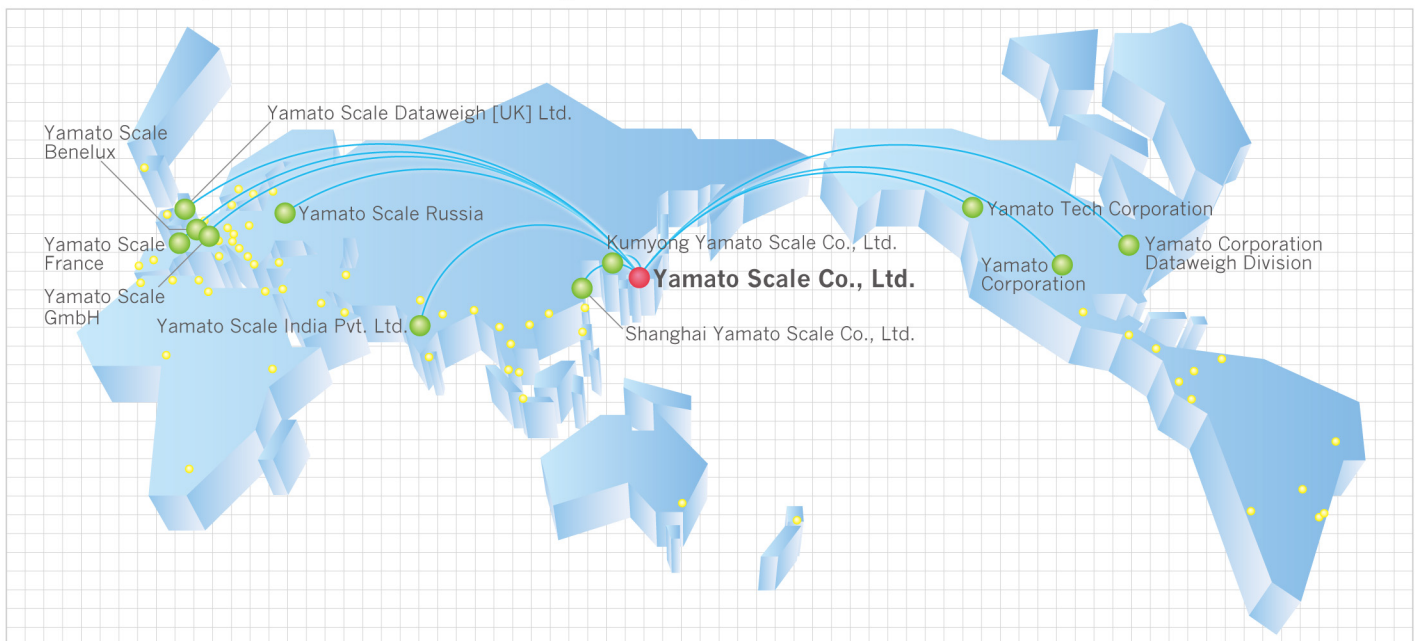 Yamato Scale Dataweigh [UK] Ltd.
Yamato Scale
Benelux
Yamato Scale Russia
Yamato Tech Corporation
Yamato Scale
France
Kumyong Yamato Scale Co., Ltd.
Yamato Corporation
Dataweigh Division
Yamato
Corporation
Yamato Scale Co., Ltd.
Yamato Scale
GmbH
Yamato Scale India Pvt. Ltd.
Shanghai Yamato Scale Co., Ltd.